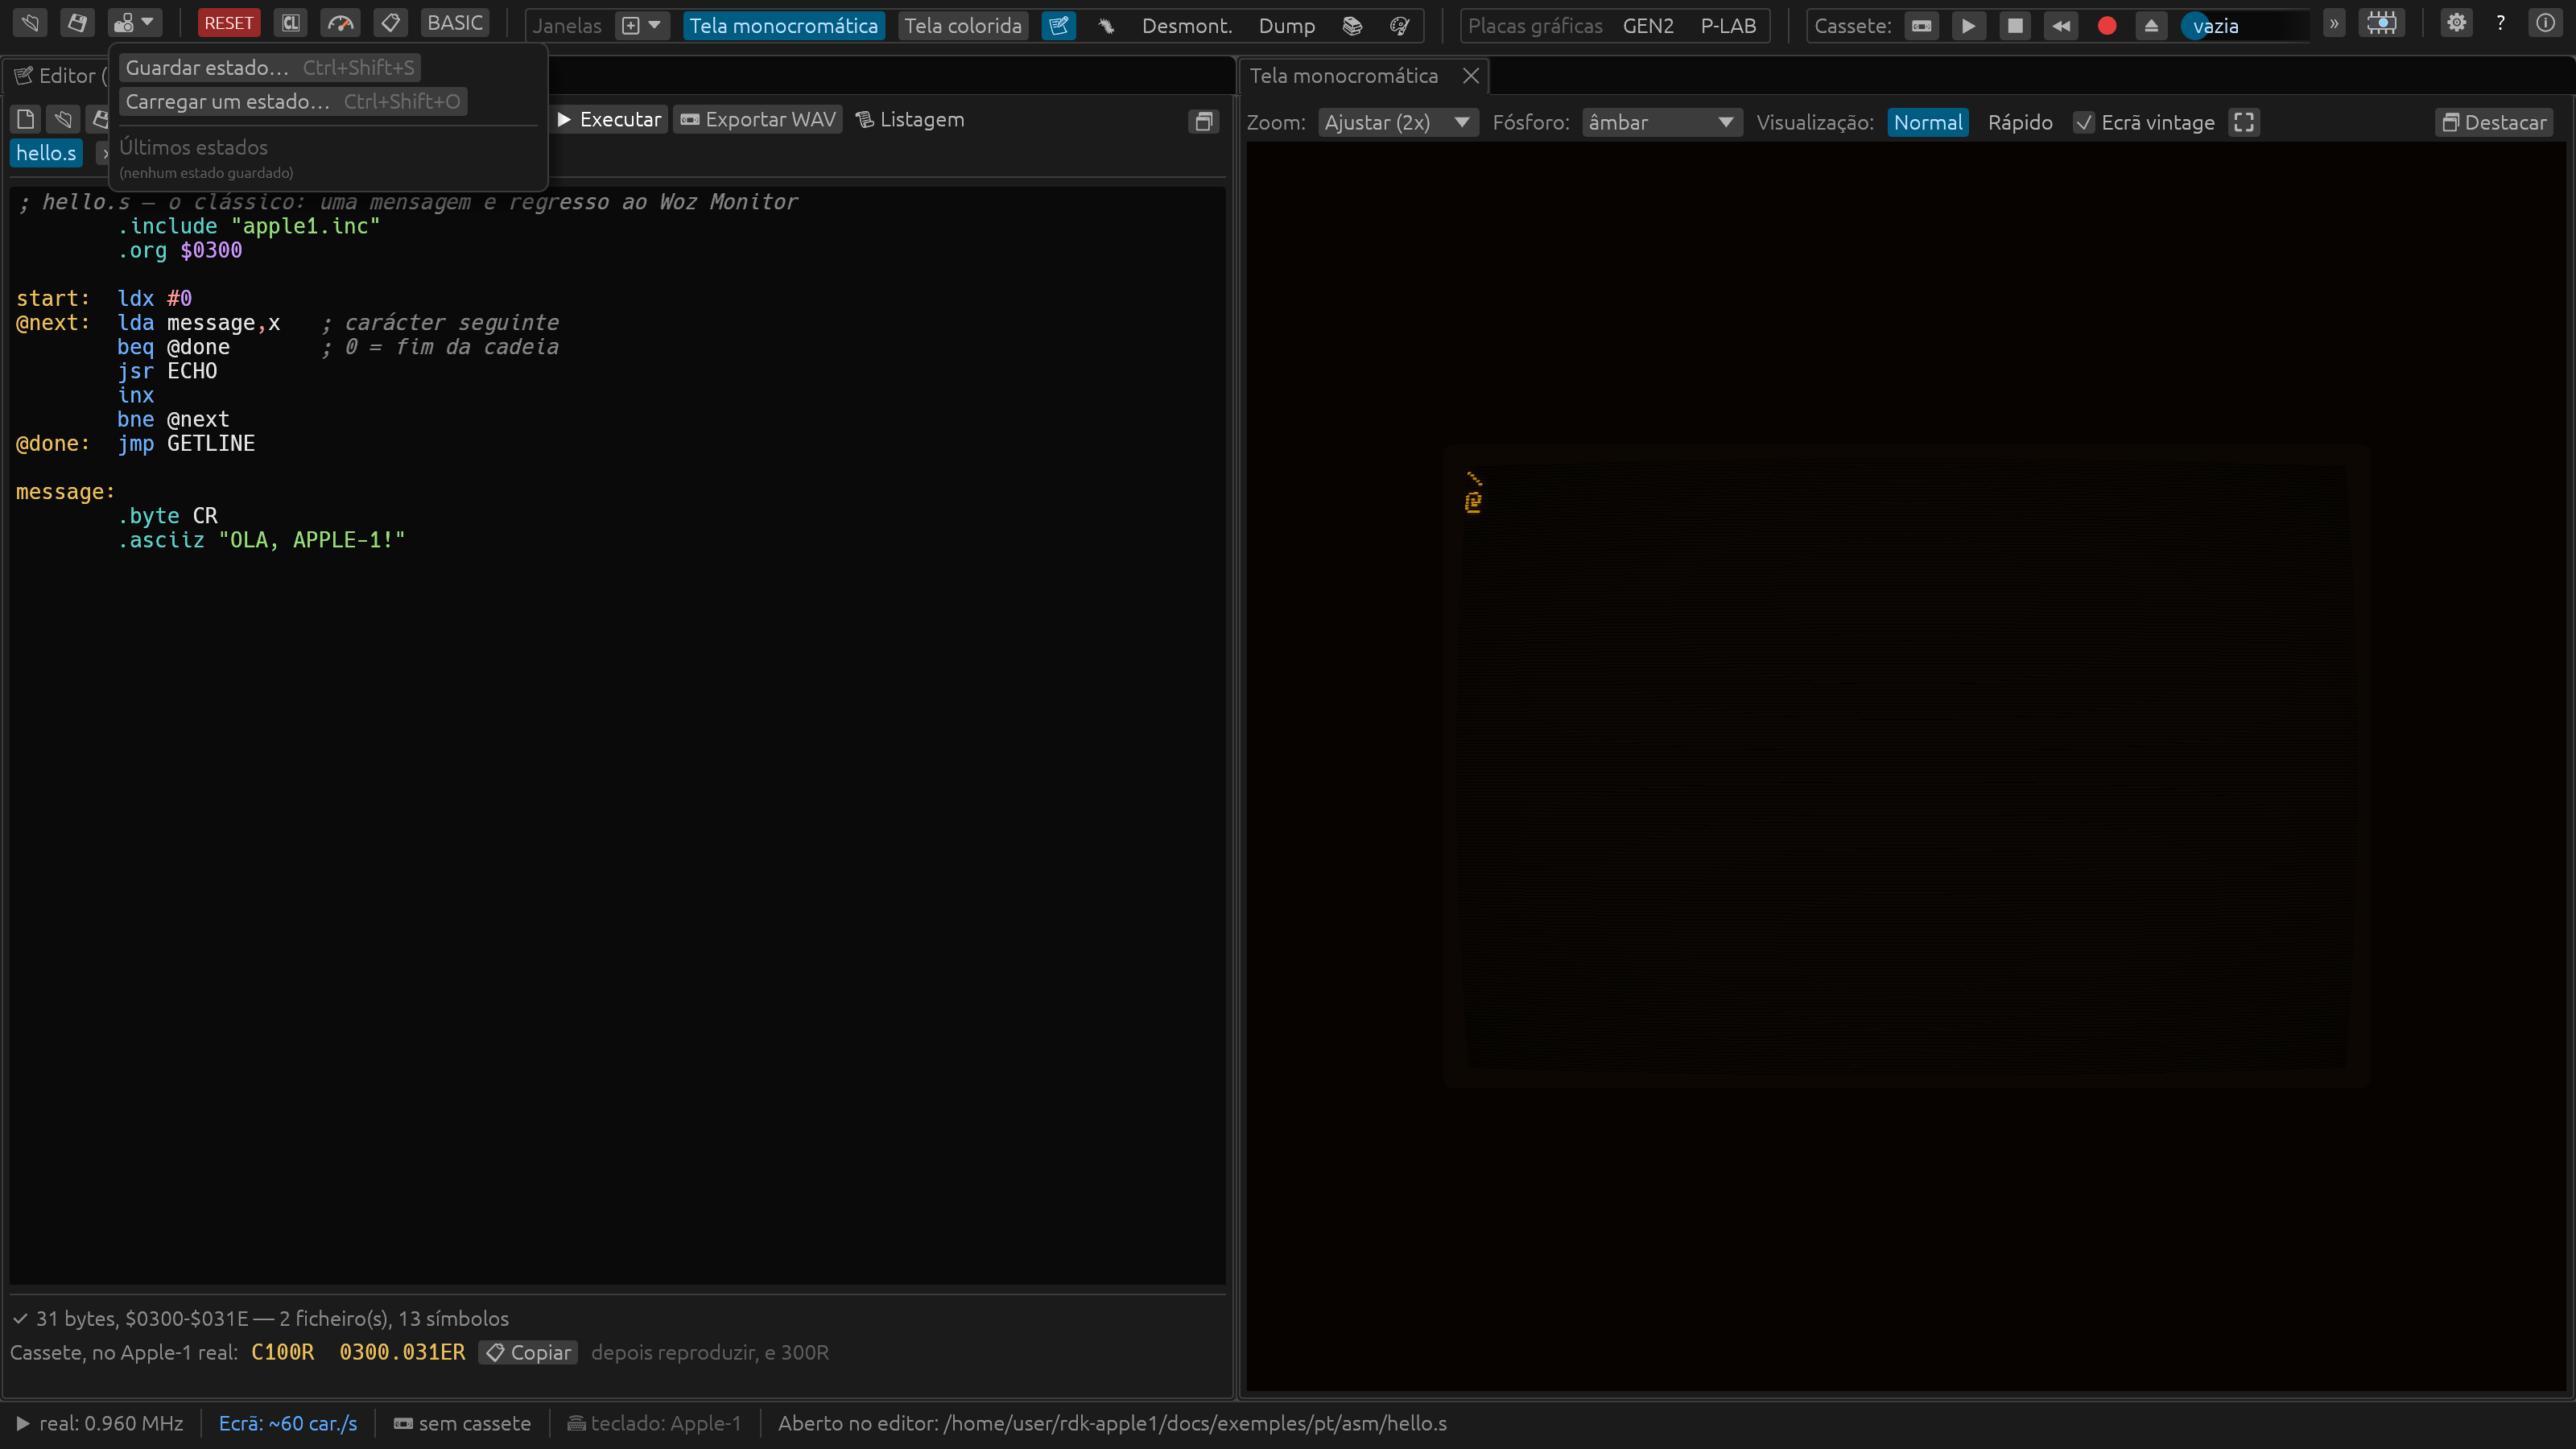 RESET BASIC Janelas Tela monocromática Tela colorida Desmont. Dump Placas gráficas GEN2 P-LAB Cassete: vazia » ?
Guardar estado... Ctrl+Shift+S
Carregar um estado... Ctrl+Shift+O
Últimos estados
(nenhum estado guardado)
Editor (
Executar Exportar WAV Listagem
hello.s
; hello.s — o clássico: uma mensagem e regresso ao Woz Monitor
.include "apple1.inc"
.org $0300
start: ldx #0
@next: lda message,x ; carácter seguinte
beq @done ; 0 = fim da cadeia
jsr ECHO
inx
bne @next
@done: jmp GETLINE
message:
.byte CR
.asciiz "OLA, APPLE-1!"
✓ 31 bytes, $0300-$031E — 2 ficheiro(s), 13 símbolos
Cassete, no Apple-1 real: C100R 0300.031ER Copiar depois reproduzir, e 300R
Tela monocromática
Zoom: Ajustar (2x) Fósforo: âmbar Visualização: Normal Rápido Ecrã vintage Destacar
\
@
real: 0.960 MHz Ecrã: ~60 car./s sem cassete teclado: Apple-1 Aberto no editor: /home/user/rdk-apple1/docs/exemples/pt/asm/hello.s